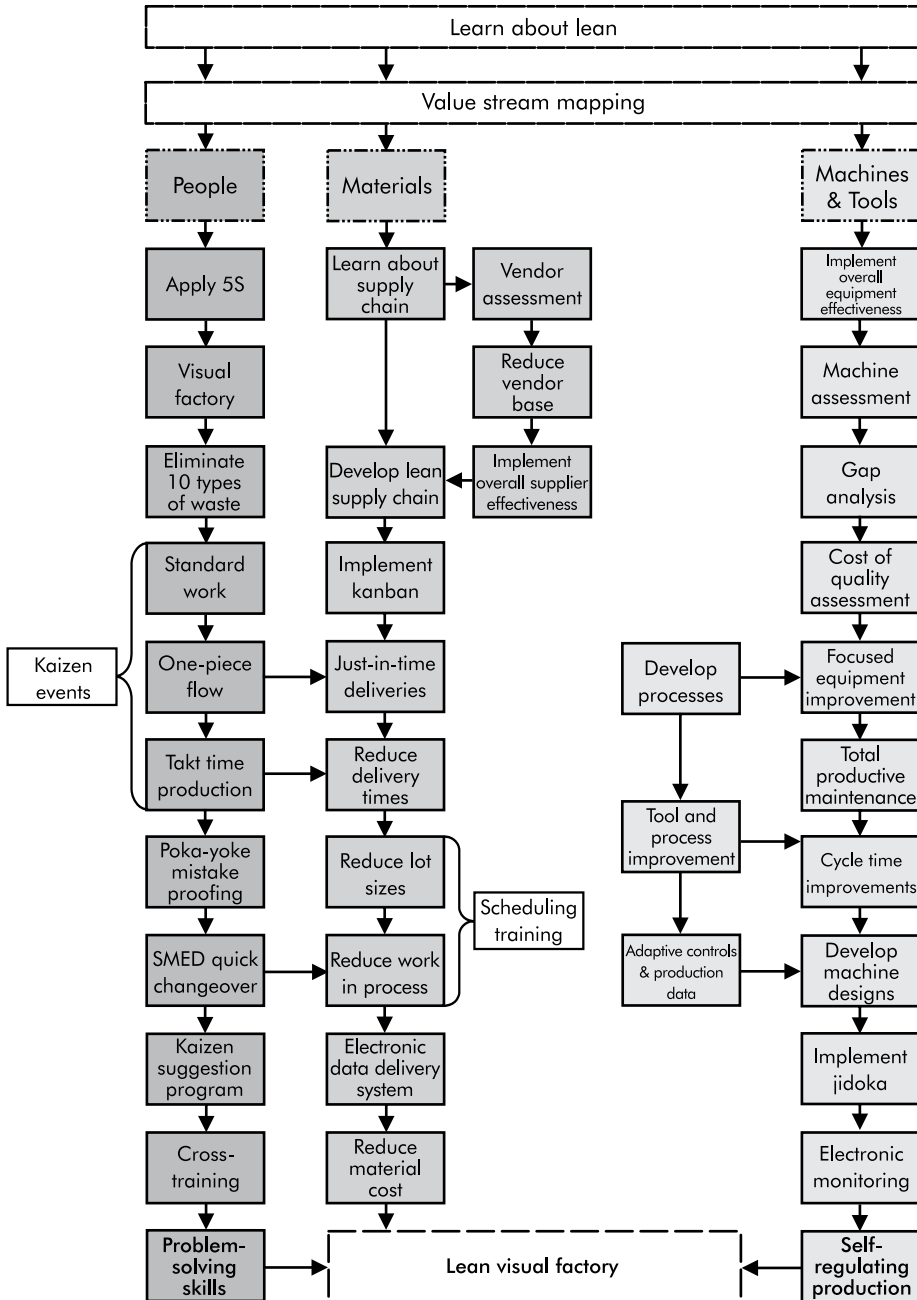 Learn about lean
Value stream mapping
People
Materials
Machines
& Tools
Apply 5S
Learn about
supply
chain
Vendor
assessment
Implement
overall
equipment
effectiveness
Visual
factory
Reduce
vendor
base
Machine
assessment
Eliminate
10 types
of waste
Develop lean
supply chain
Implement
overall supplier
effectiveness
Gap
analysis
Standard
work
Implement
kanban
Cost of
quality
assessment
Kaizen
events
One-piece
flow
Just-in-time
deliveries
Develop
processes
Focused
equipment
improvement
Takt time
production
Reduce
delivery
times
Total
productive
maintenance
Poka-yoke
mistake
proofing
Reduce lot
sizes
Scheduling
training
Tool and
process
improvement
Cycle time
improvements
SMED quick
changeover
Reduce work
in process
Adaptive controls
& production
data
Develop
machine
designs
Kaizen
suggestion
program
Electronic
data delivery
system
Implement
jidoka
Cross-
training
Reduce
material
cost
Electronic
monitoring
Problem-
solving
skills
Lean visual factory
Self-
regulating
production